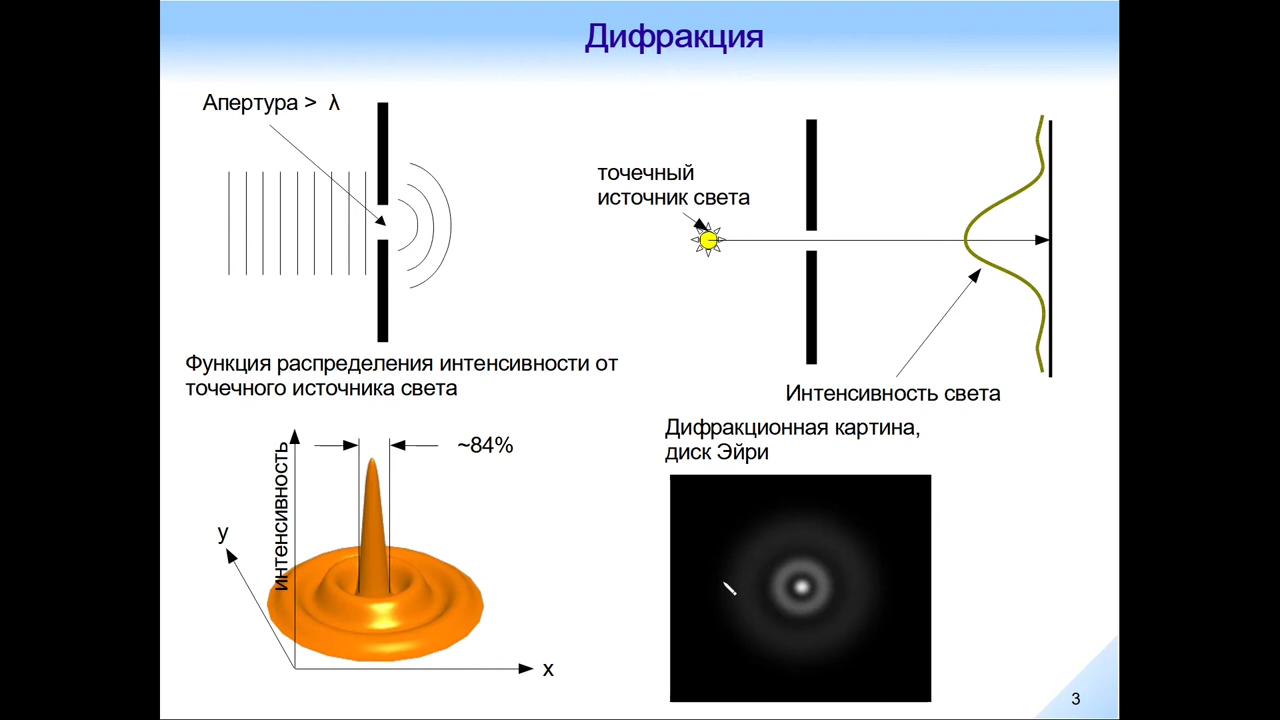 Дифракция
Апертура > λ
точечный
источник света
Функция распределения интенсивности от
точечного источника света
Интенсивность света
~84%
интенсивность
y
x
Дифракционная картина,
диск Эйри
3